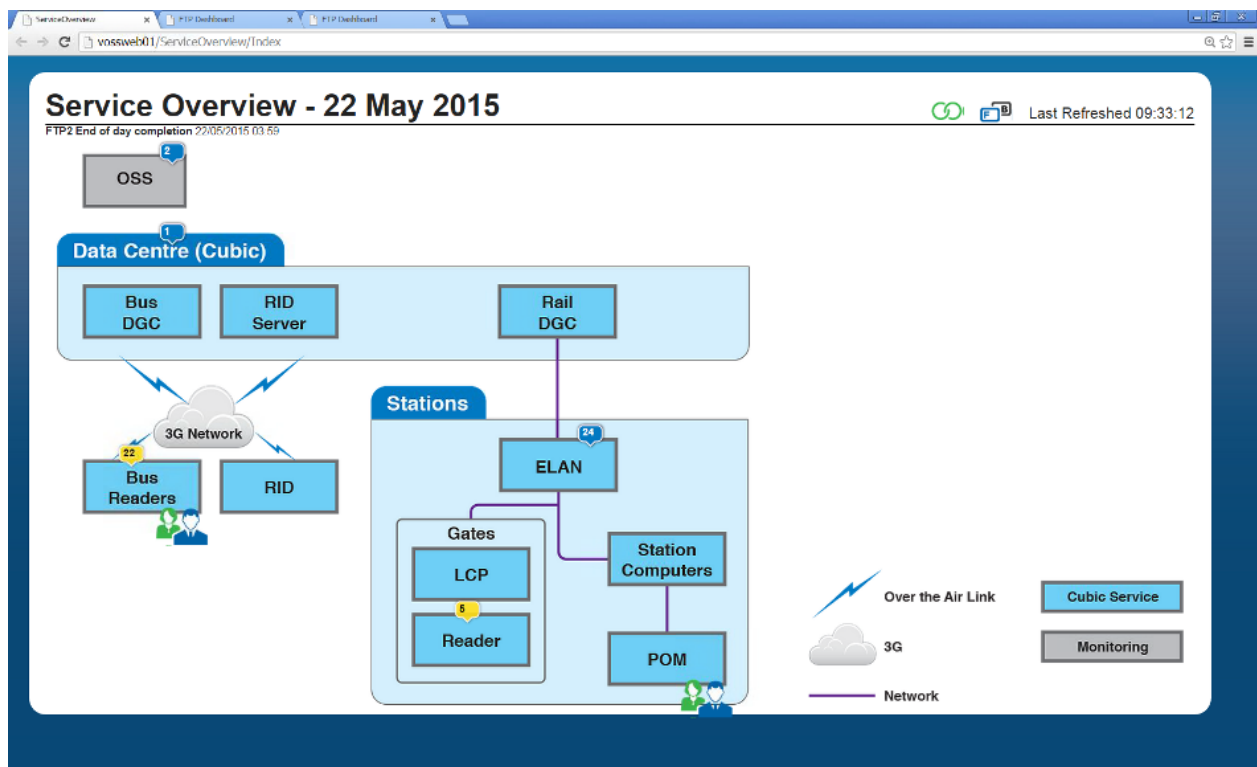 ServiceOverview
FTP Dashboard
FTP Dashboard
vossweb01/ServiceOverview/Index
Service Overview - 22 May 2015
F
B
Last Refreshed 09:33:12
FTP2 End of day completion 22/05/2015 03:59
2
OSS
1
Data Centre (Cubic)
Bus
DGC
RID
Server
Rail
DGC
3G Network
22
Bus
Readers
RID
Stations
24
ELAN
Gates
LCP
5
Reader
Station
Computers
POM
Over the Air Link
Cubic Service
3G
Monitoring
Network